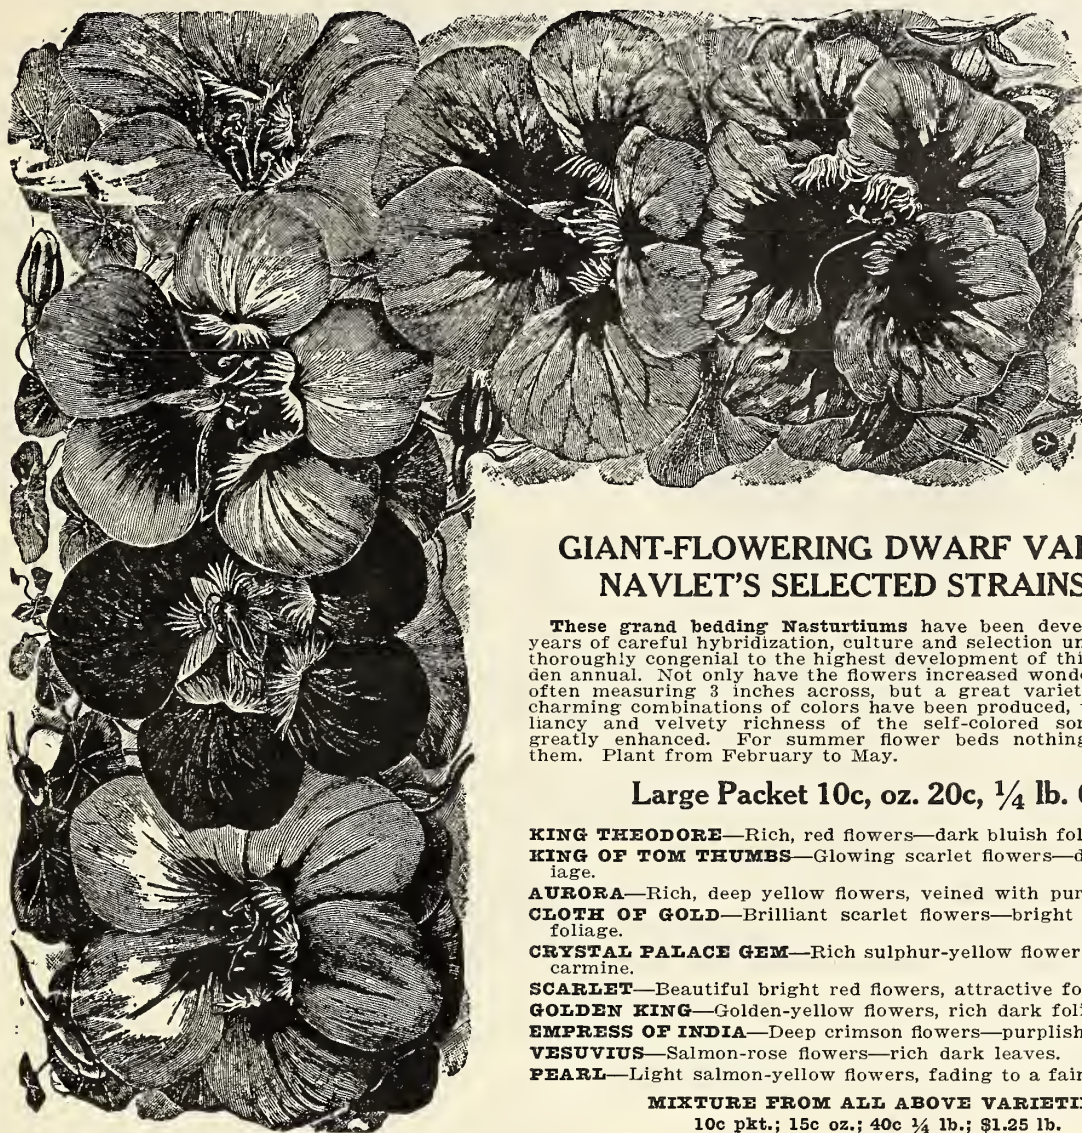 GIANT-FLOWERING DWARF VAI
NAVLET'S SELECTED STRAINS
These grand bedding Nasturtiums have been deve
years of careful hybridization, culture and selection un
thoroughly congenial to the highest development of thi
den annual. Not only have the flowers increased wonde
often measuring 3 inches across, but a great variet
charming combinations of colors have been produced,
liancy and velvety richness of the self-colored sor
greatly enhanced. For summer flower beds nothing
them. Plant from February to May.
Large Packet 10c, oz. 20c, ¼ lb.
KING THEODORE—Rich, red flowers—dark bluish fol
KING OF TOM THUMBS—Glowing scarlet flowers—d
iage.
AURORA—Rich, deep yellow flowers, veined with pur
CLOTH OF GOLD—Brilliant scarlet flowers—bright
foliage.
CRYSTAL PALACE GEM—Rich sulphur-yellow flower
carmine.
SCARLET—Beautiful bright red flowers, attractive fo
GOLDEN KING—Golden-yellow flowers, rich dark foli
EMPRESS OF INDIA—Deep crimson flowers—purplish
VESUVIUS—Salmon-rose flowers—rich dark leaves.
PEARL—Light salmon-yellow flowers, fading to a fair
MIXTURE FROM ALL ABOVE VARIETI
10c pkt.; 15c oz.; 40c ¼ lb.; $1.25 lb.